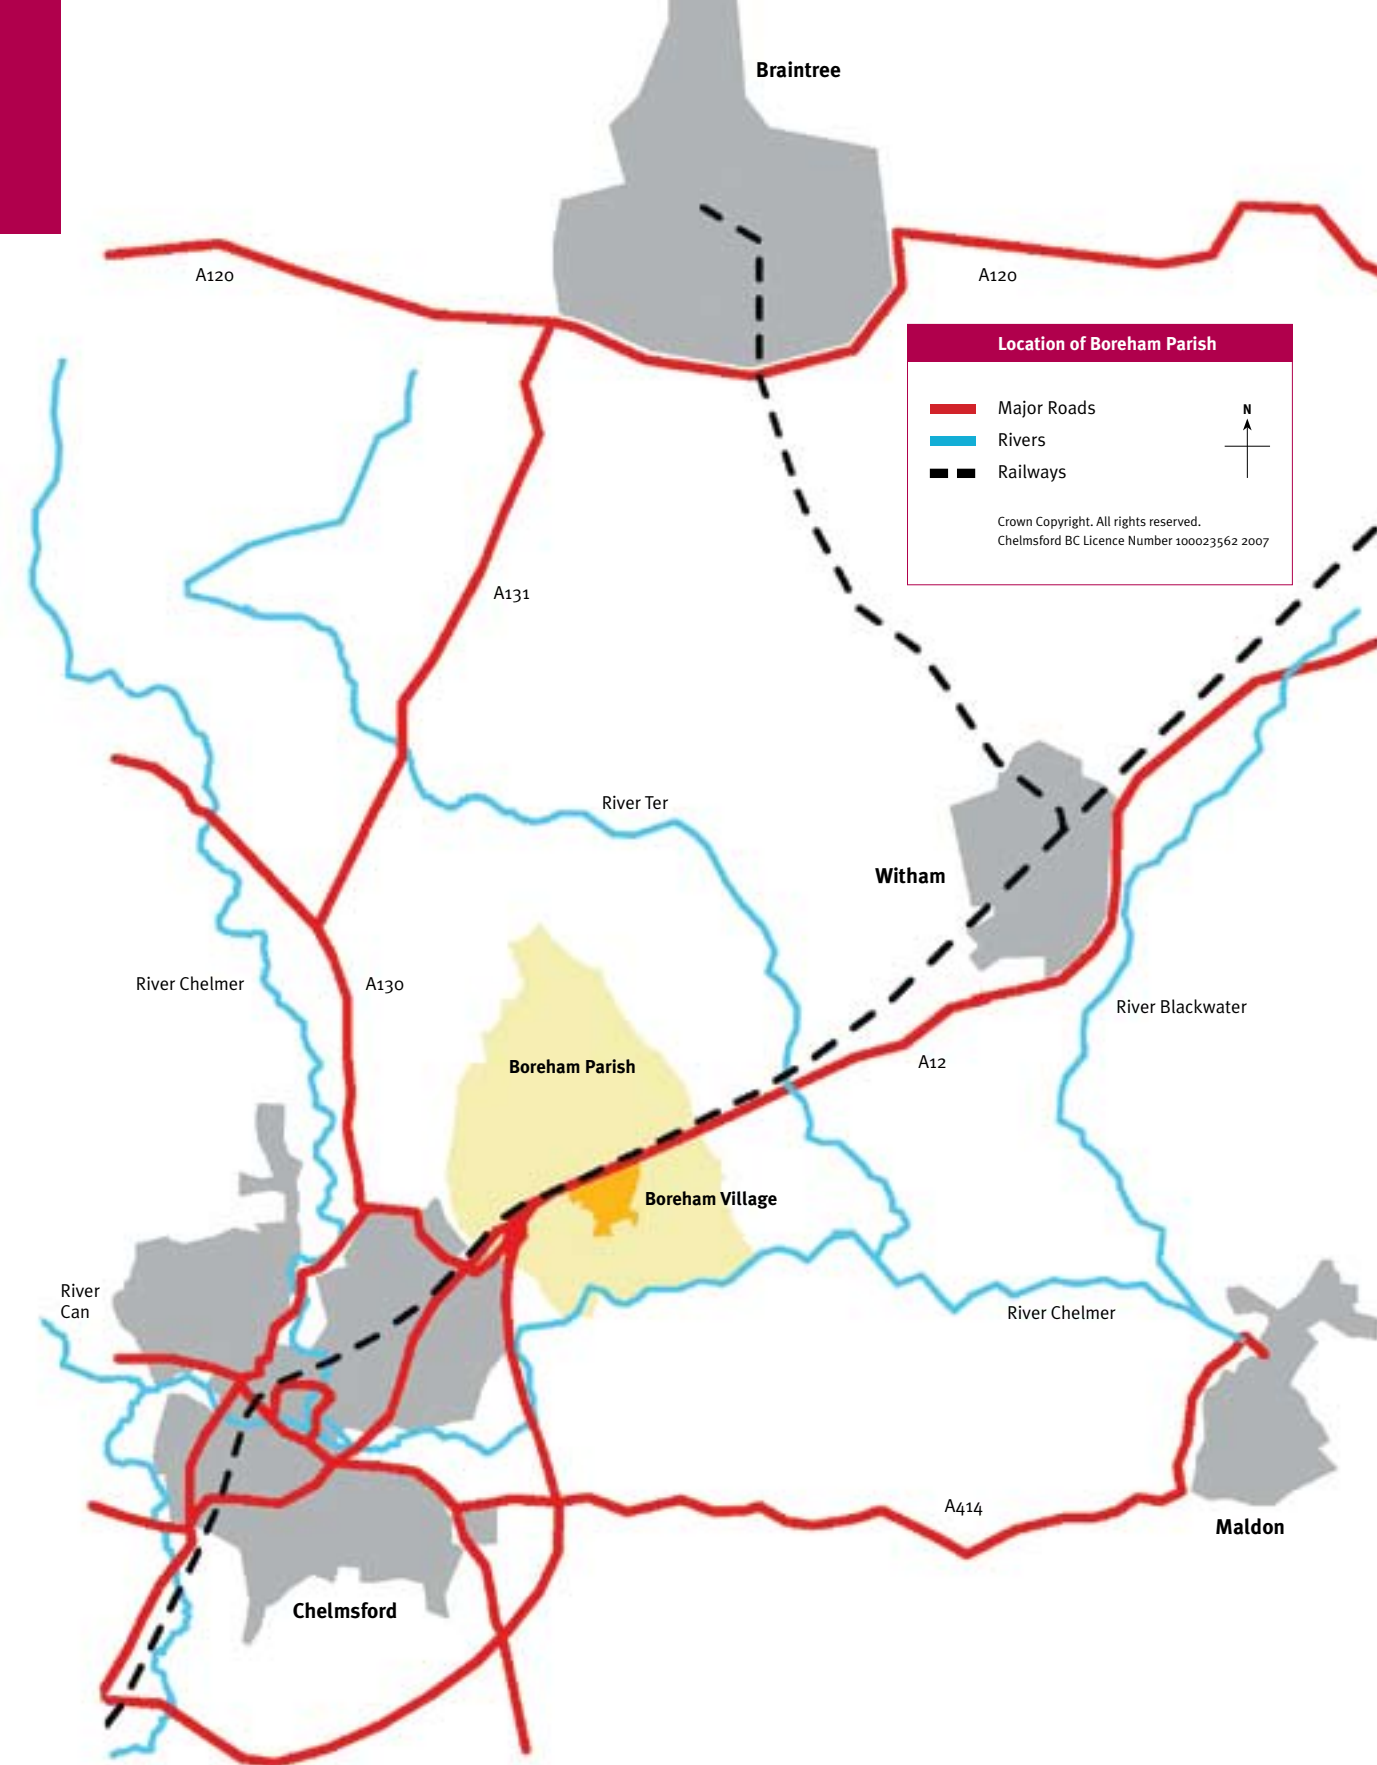 Braintree
A120
A120
Location of Boreham Parish
Major Roads
N
Rivers
Railways
Crown Copyright. All rights reserved.
Chelmsford BC Licence Number 100023562 2007
A131
River Ter
Witham
River Chelmer
A130
River Blackwater
Boreham Parish
A12
Boreham Village
River
Can
River Chelmer
A414
Maldon
Chelmsford